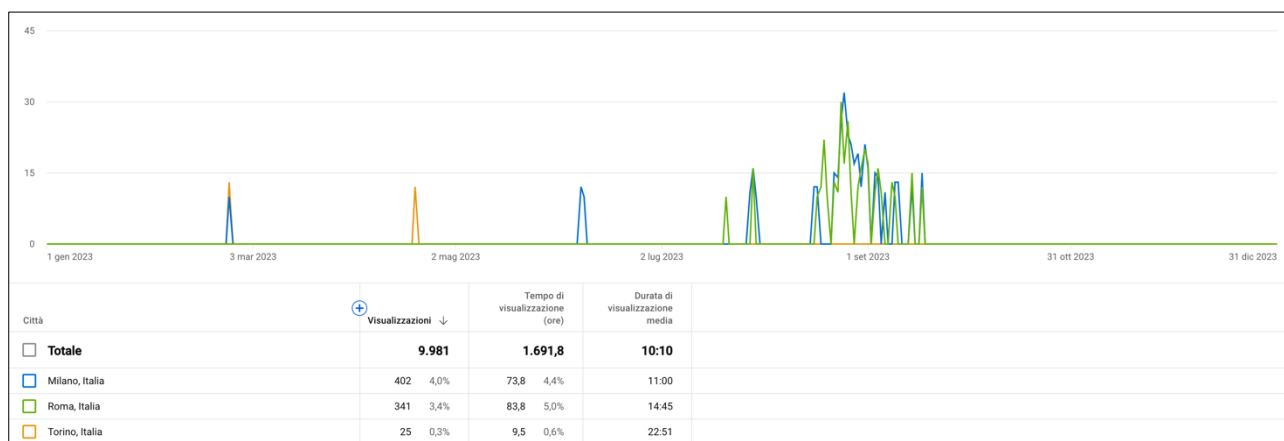 45
30
15
0
1 gen 2023 3 mar 2023 2 mag 2023 2 lug 2023 1 set 2023 31 ott 2023 31 dic 2023
Città Visualizzazioni ↓ Tempo di visualizzazione (ore) Durata di visualizzazione media
Totale 9.981 1.691,8 10:10
Milano, Italia 402 4,0% 73,8 4,4% 11:00
Roma, Italia 341 3,4% 83,8 5,0% 14:45
Torino, Italia 25 0,3% 9,5 0,6% 22:51